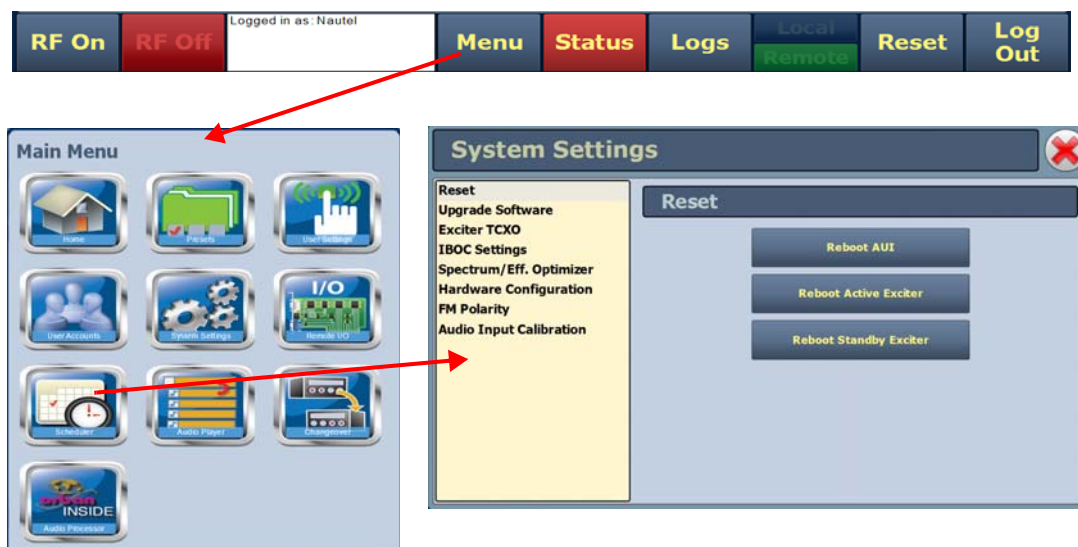 RF On
RF Off
Logged in as: Nautel
Menu
Status
Logs
Local
Remote
Reset
Log
Out
Main Menu
Home
Presets
User Settings
User Accounts
System Settings
I/O
Remote I/O
Scheduler
Audio Player
Changeover
orban
INSIDE
Audio Processor
System Settings
Reset
Upgrade Software
Exciter TCXO
IBOC Settings
Spectrum/Eff. Optimizer
Hardware Configuration
FM Polarity
Audio Input Calibration
Reset
Reboot AUI
Reboot Active Exciter
Reboot Standby Exciter